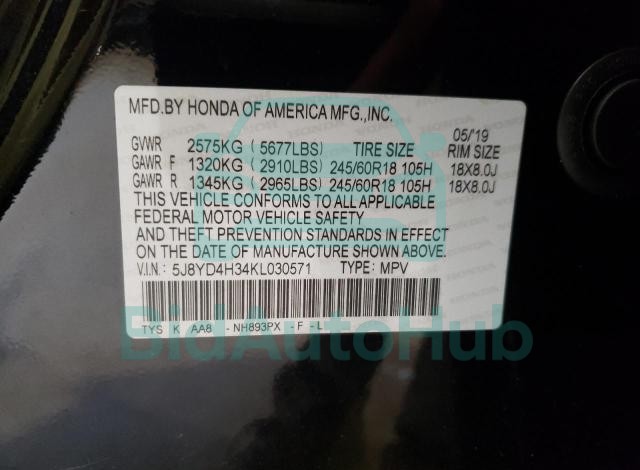 MFD.BY HONDA OF AMERICA MFG.,INC.
05/'19
GVWR 2575KG (5677LBS) TIRE SIZE RIM SIZE
GAWR F 1320KG (2910LBS) 245/60R18 105H 18X8.0J
GAWR R 1345KG (2965LBS) 245/60R18 105H 18X8.0J
THIS VEHICLE CONFORMS TO ALL APPLICABLE
FEDERAL MOTOR VEHICLE SAFETY
AND THEFT PREVENTION STANDARDS IN EFFECT
ON THE DATE OF MANUFACTURE SHOWN ABOVE.
V.I.N: 5J8YD4H34KL030571 TYPE: MPV
TYS K AA8 -NH893PX -F -L
BidAutoHub